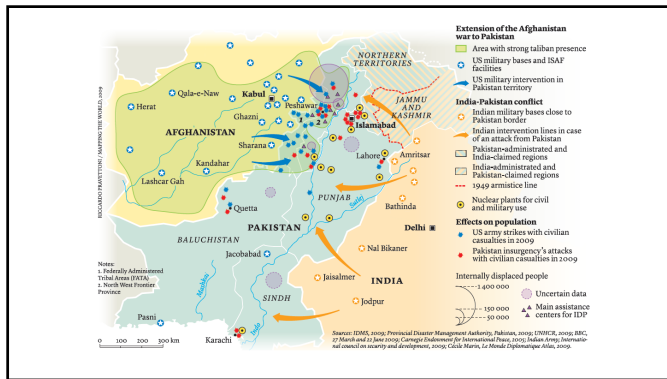 Extension of the Afghanistan
war to Pakistan
Area with strong taliban presence
US military bases and ISAF
facilities
US military intervention in
Pakistan territory
India-Pakistan conflict
Indian military bases close to
Pakistan border
Indian intervention lines in case
of an attack from Pakistan
Pakistan-administered and
India-claimed regions
India-administered and
Pakistan-claimed regions
1949 armistice line
Nuclear plants for civil
and military use
Effects on population
US army strikes with civilian
casualties in 2009
Pakistan insurgency's attacks
with civilian casualties in 2009
Internally displaced people
1 400 000
150 000
50 000
Uncertain data
Main assistance
centers for IDP
NORTHERN
TERRITORIES
JAMMU
AND
KASHMIR
Qala-e-Naw
Kabul
Herat
Peshawar
1
2
Ghazni
Islamabad
AFGHANISTAN
Sharana
Lahore
Amritsar
Kandahar
Lashcar Gah
PUNJAB
Sutlej
Bathinda
Quetta
PAKISTAN
Delhi
BALUCHISTAN
Nal Bikaner
Jacobabad
Mashkai
Jaisalmer
INDIA
SINDH
Jodpur
Indo
Pasni
Karachi
Notes:
1. Federally Administered
Tribal Areas (FATA)
2. North West Frontier
Province
0 100 200 300 km
RICCARDO PRAVETTONI / MAPPING THE WORLD, 2009
Sources: IDMS, 2009; Provincial Disaster Management Authority, Pakistan, 2009; UNHCR, 2009; BBC,
27 March and 22 June 2009; Carnegie Endowment for International Peace, 2005; Indian Army; Internatio-
nal council on security and development, 2009; Cécile Marin, Le Monde Diplomatique Atlas, 2009.